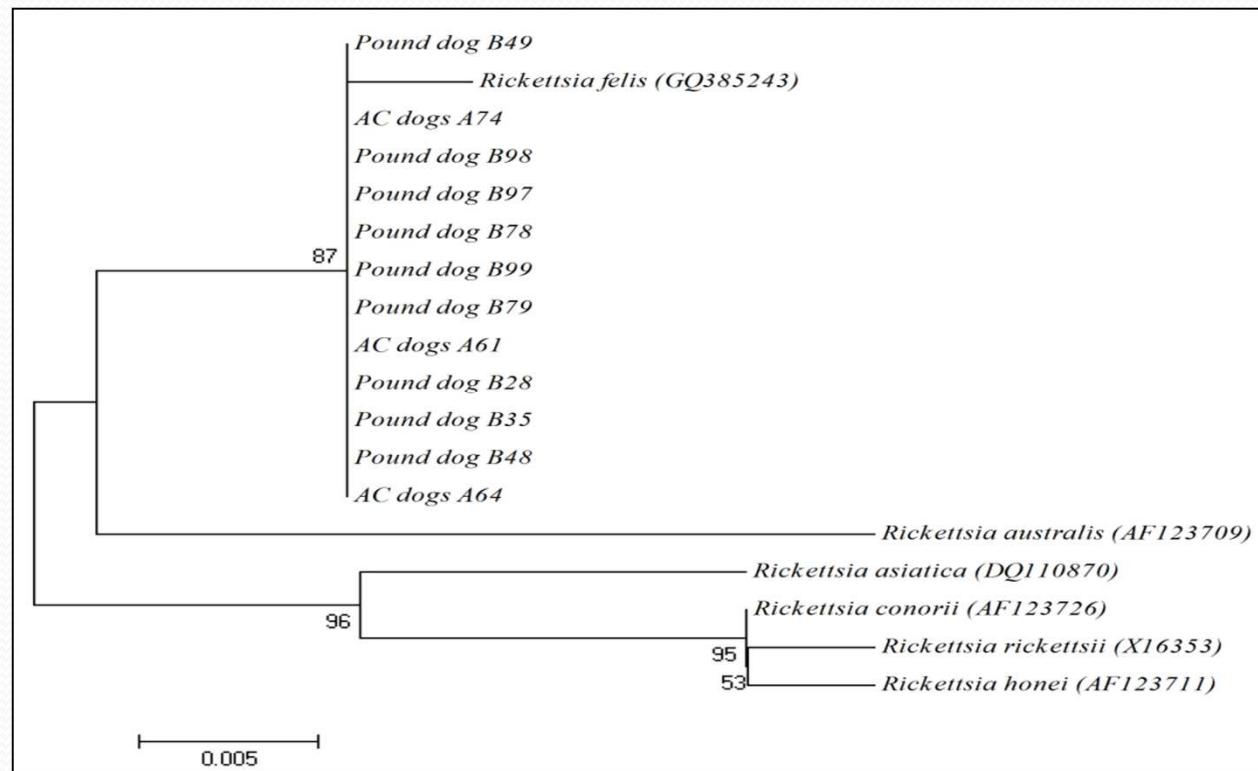 Pound dog B49
Rickettsia felis (GQ385243)
AC dogs A74
Pound dog B98
Pound dog B97
Pound dog B78
87
Pound dog B99
Pound dog B79
AC dogs A61
Pound dog B28
Pound dog B35
Pound dog B48
AC dogs A64
Rickettsia australis (AF123709)
Rickettsia asiatica (DQ110870)
96
Rickettsia conorii (AF123726)
95
Rickettsia rickettsii (X16353)
53
Rickettsia honei (AF123711)
0.005